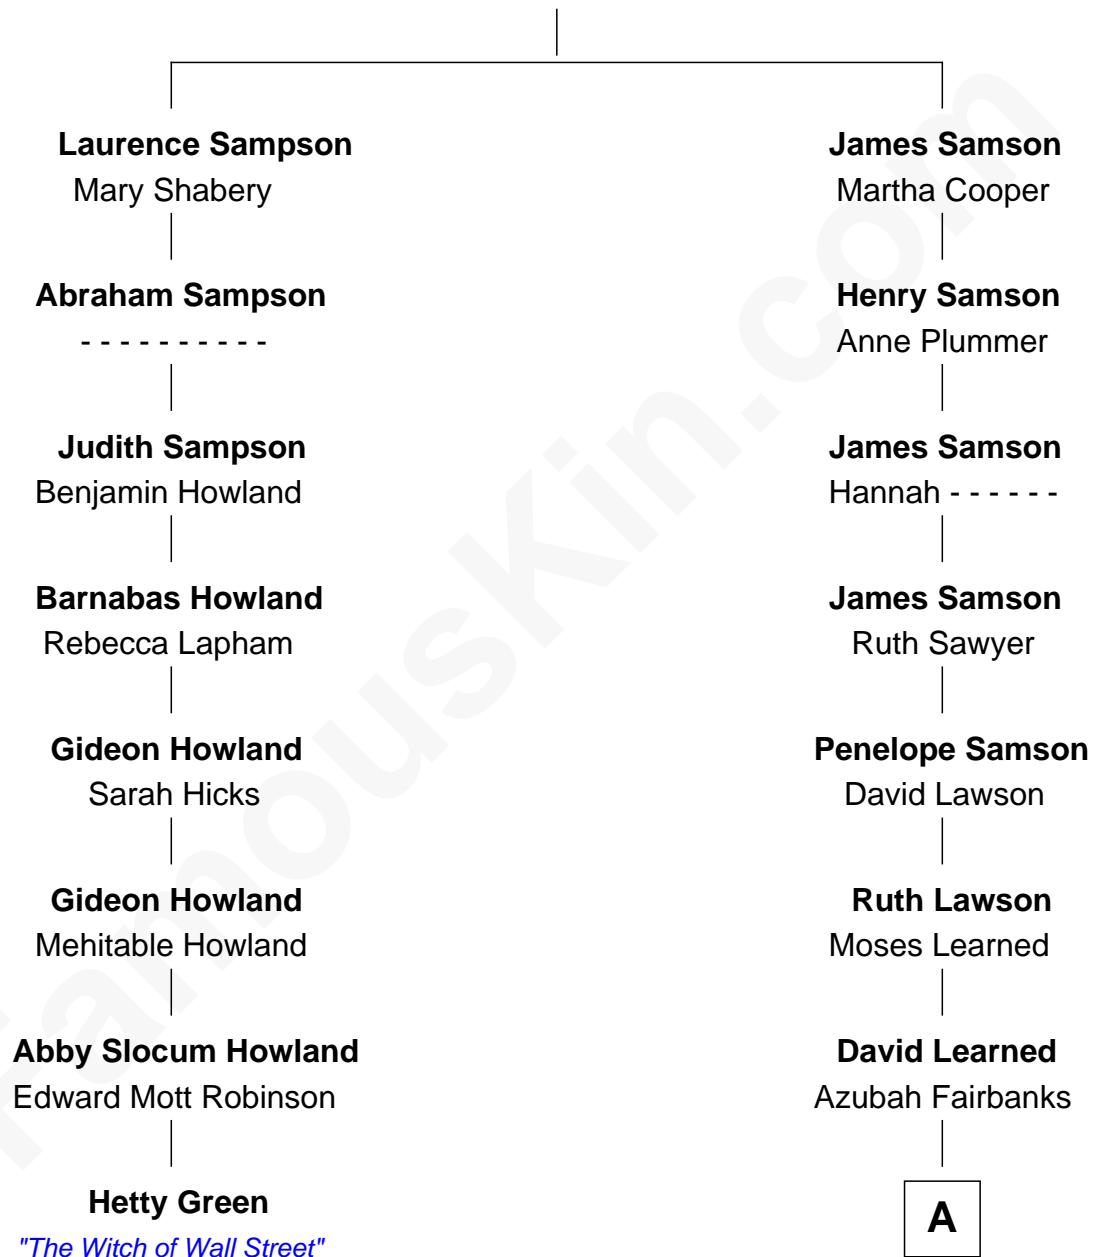 Laurence Sampson
Mary Shabery
Abraham Sampson
- - - - - - - - - -
Judith Sampson
Benjamin Howland
Barnabas Howland
Rebecca Lapham
Gideon Howland
Sarah Hicks
Gideon Howland
Mehitable Howland
Abby Slocum Howland
Edward Mott Robinson
Hetty Green
"The Witch of Wall Street"
James Samson
Martha Cooper
Henry Samson
Anne Plummer
James Samson
Hannah - - - - - -
James Samson
Ruth Sawyer
Penelope Samson
David Lawson
Ruth Lawson
Moses Learned
David Learned
Azubah Fairbanks
A
FamousKin.com